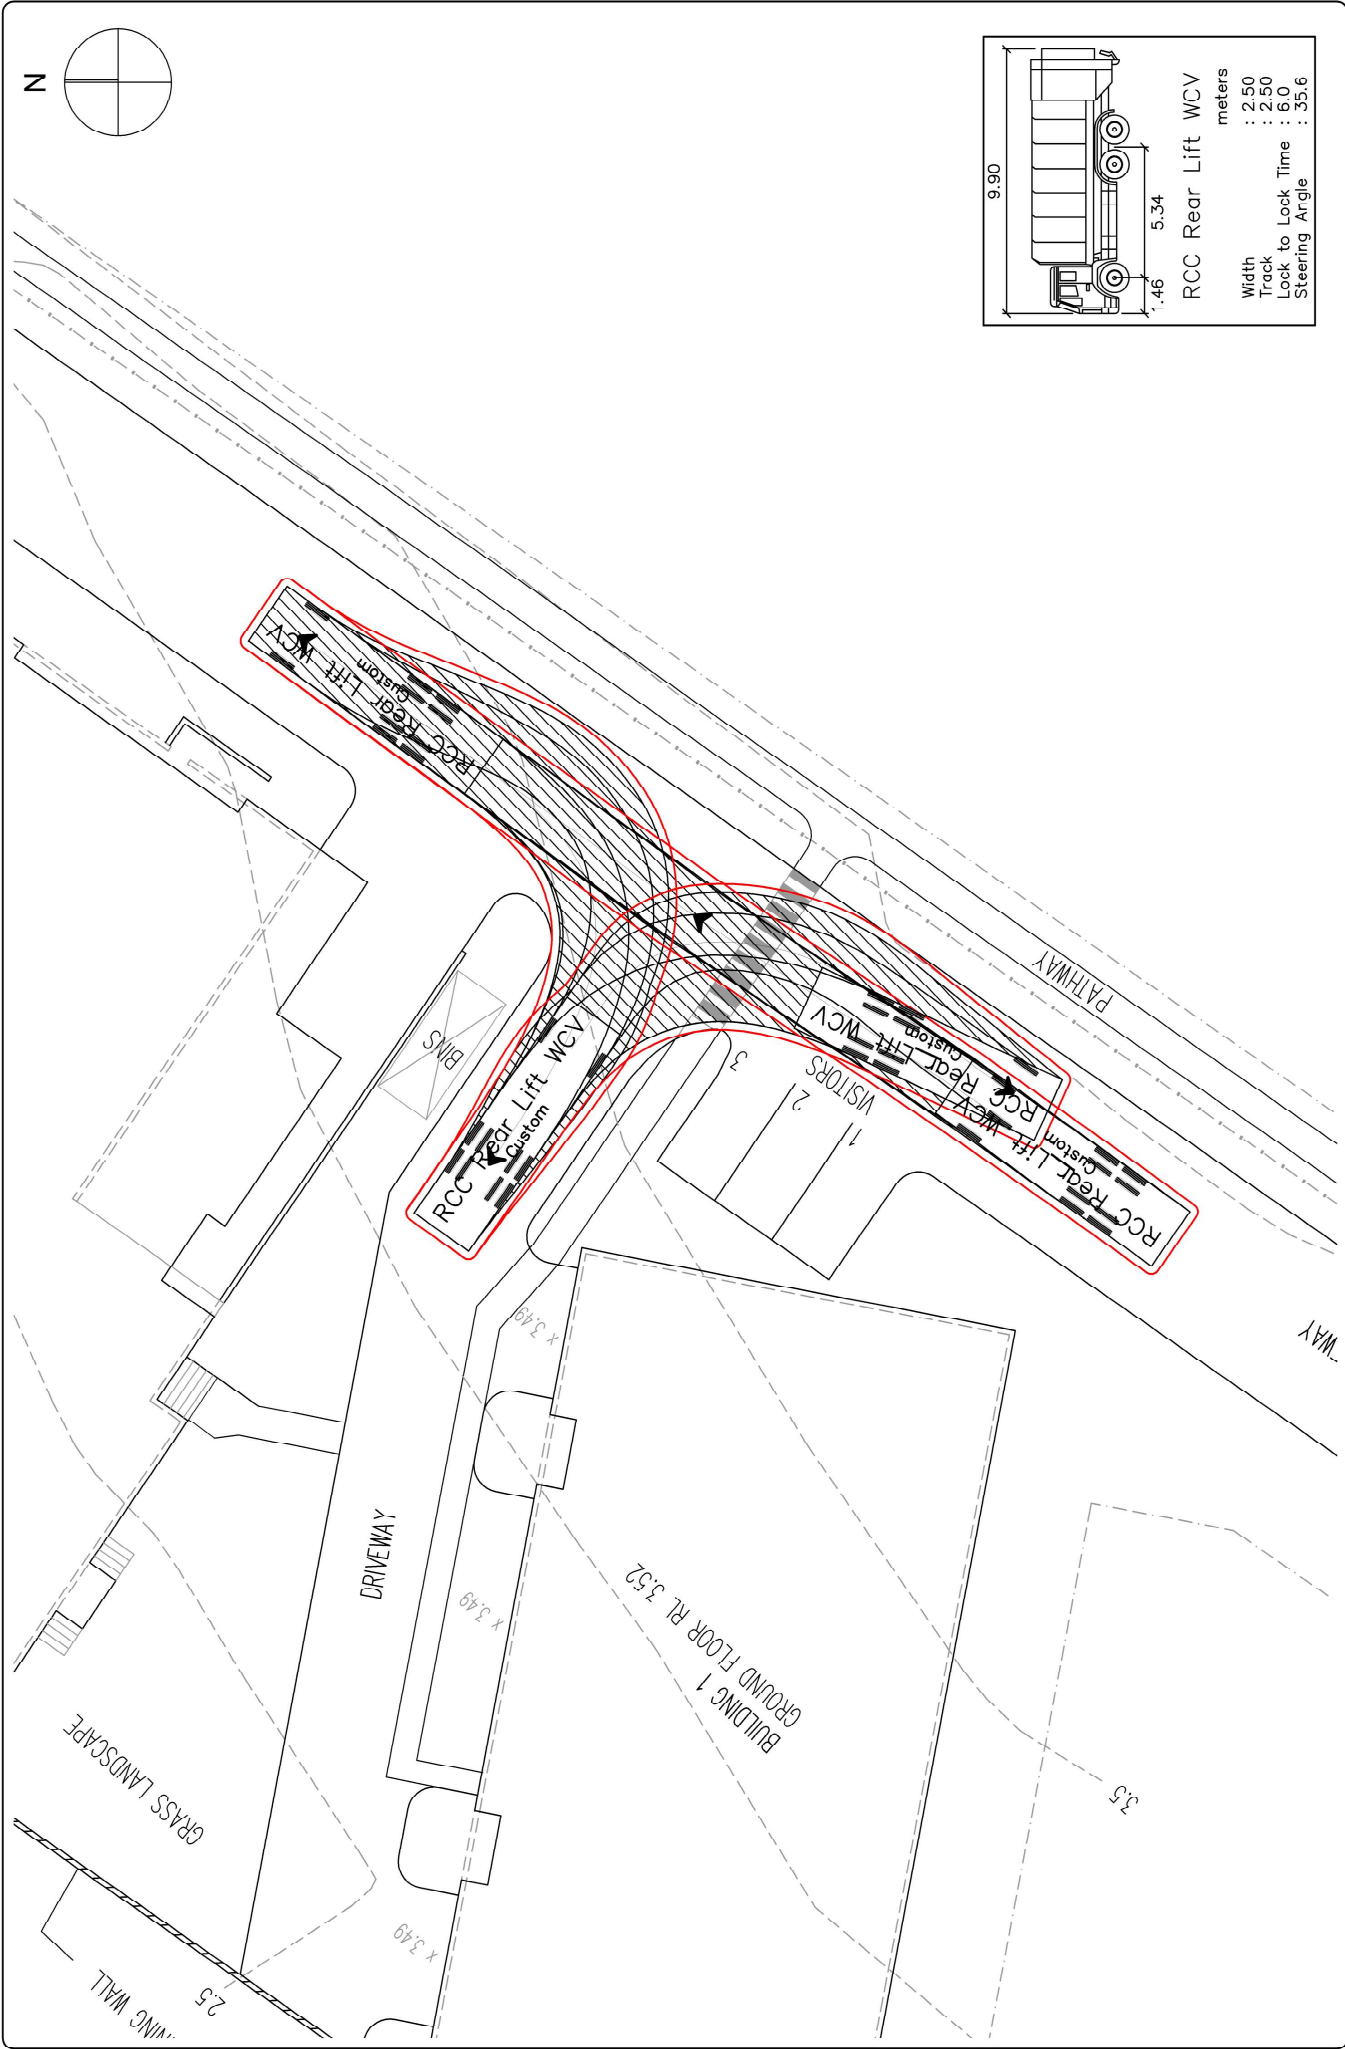 N
9.90
5.34
1.46
RCC Rear Lift WCV
meters
Width : 2.50
Track : 2.50
Lock to Lock Time : 6.0
Steering Angle : 35.6
RCC Rear Lift WCV
Custom
RCC Rear Lift WCV
Custom
RCC Rear Lift WCV
Custom
RCC Rear Lift WCV
Custom
PATHWAY
BINS
3
2
1
VISITORS
WAY
x 3.49
DRIVEWAY
x 3.49
BUILDING 1
GROUND FLOOR RL 3.52
GRASS LANDSCAPE
3.5
x 3.49
2.5
NING WALL